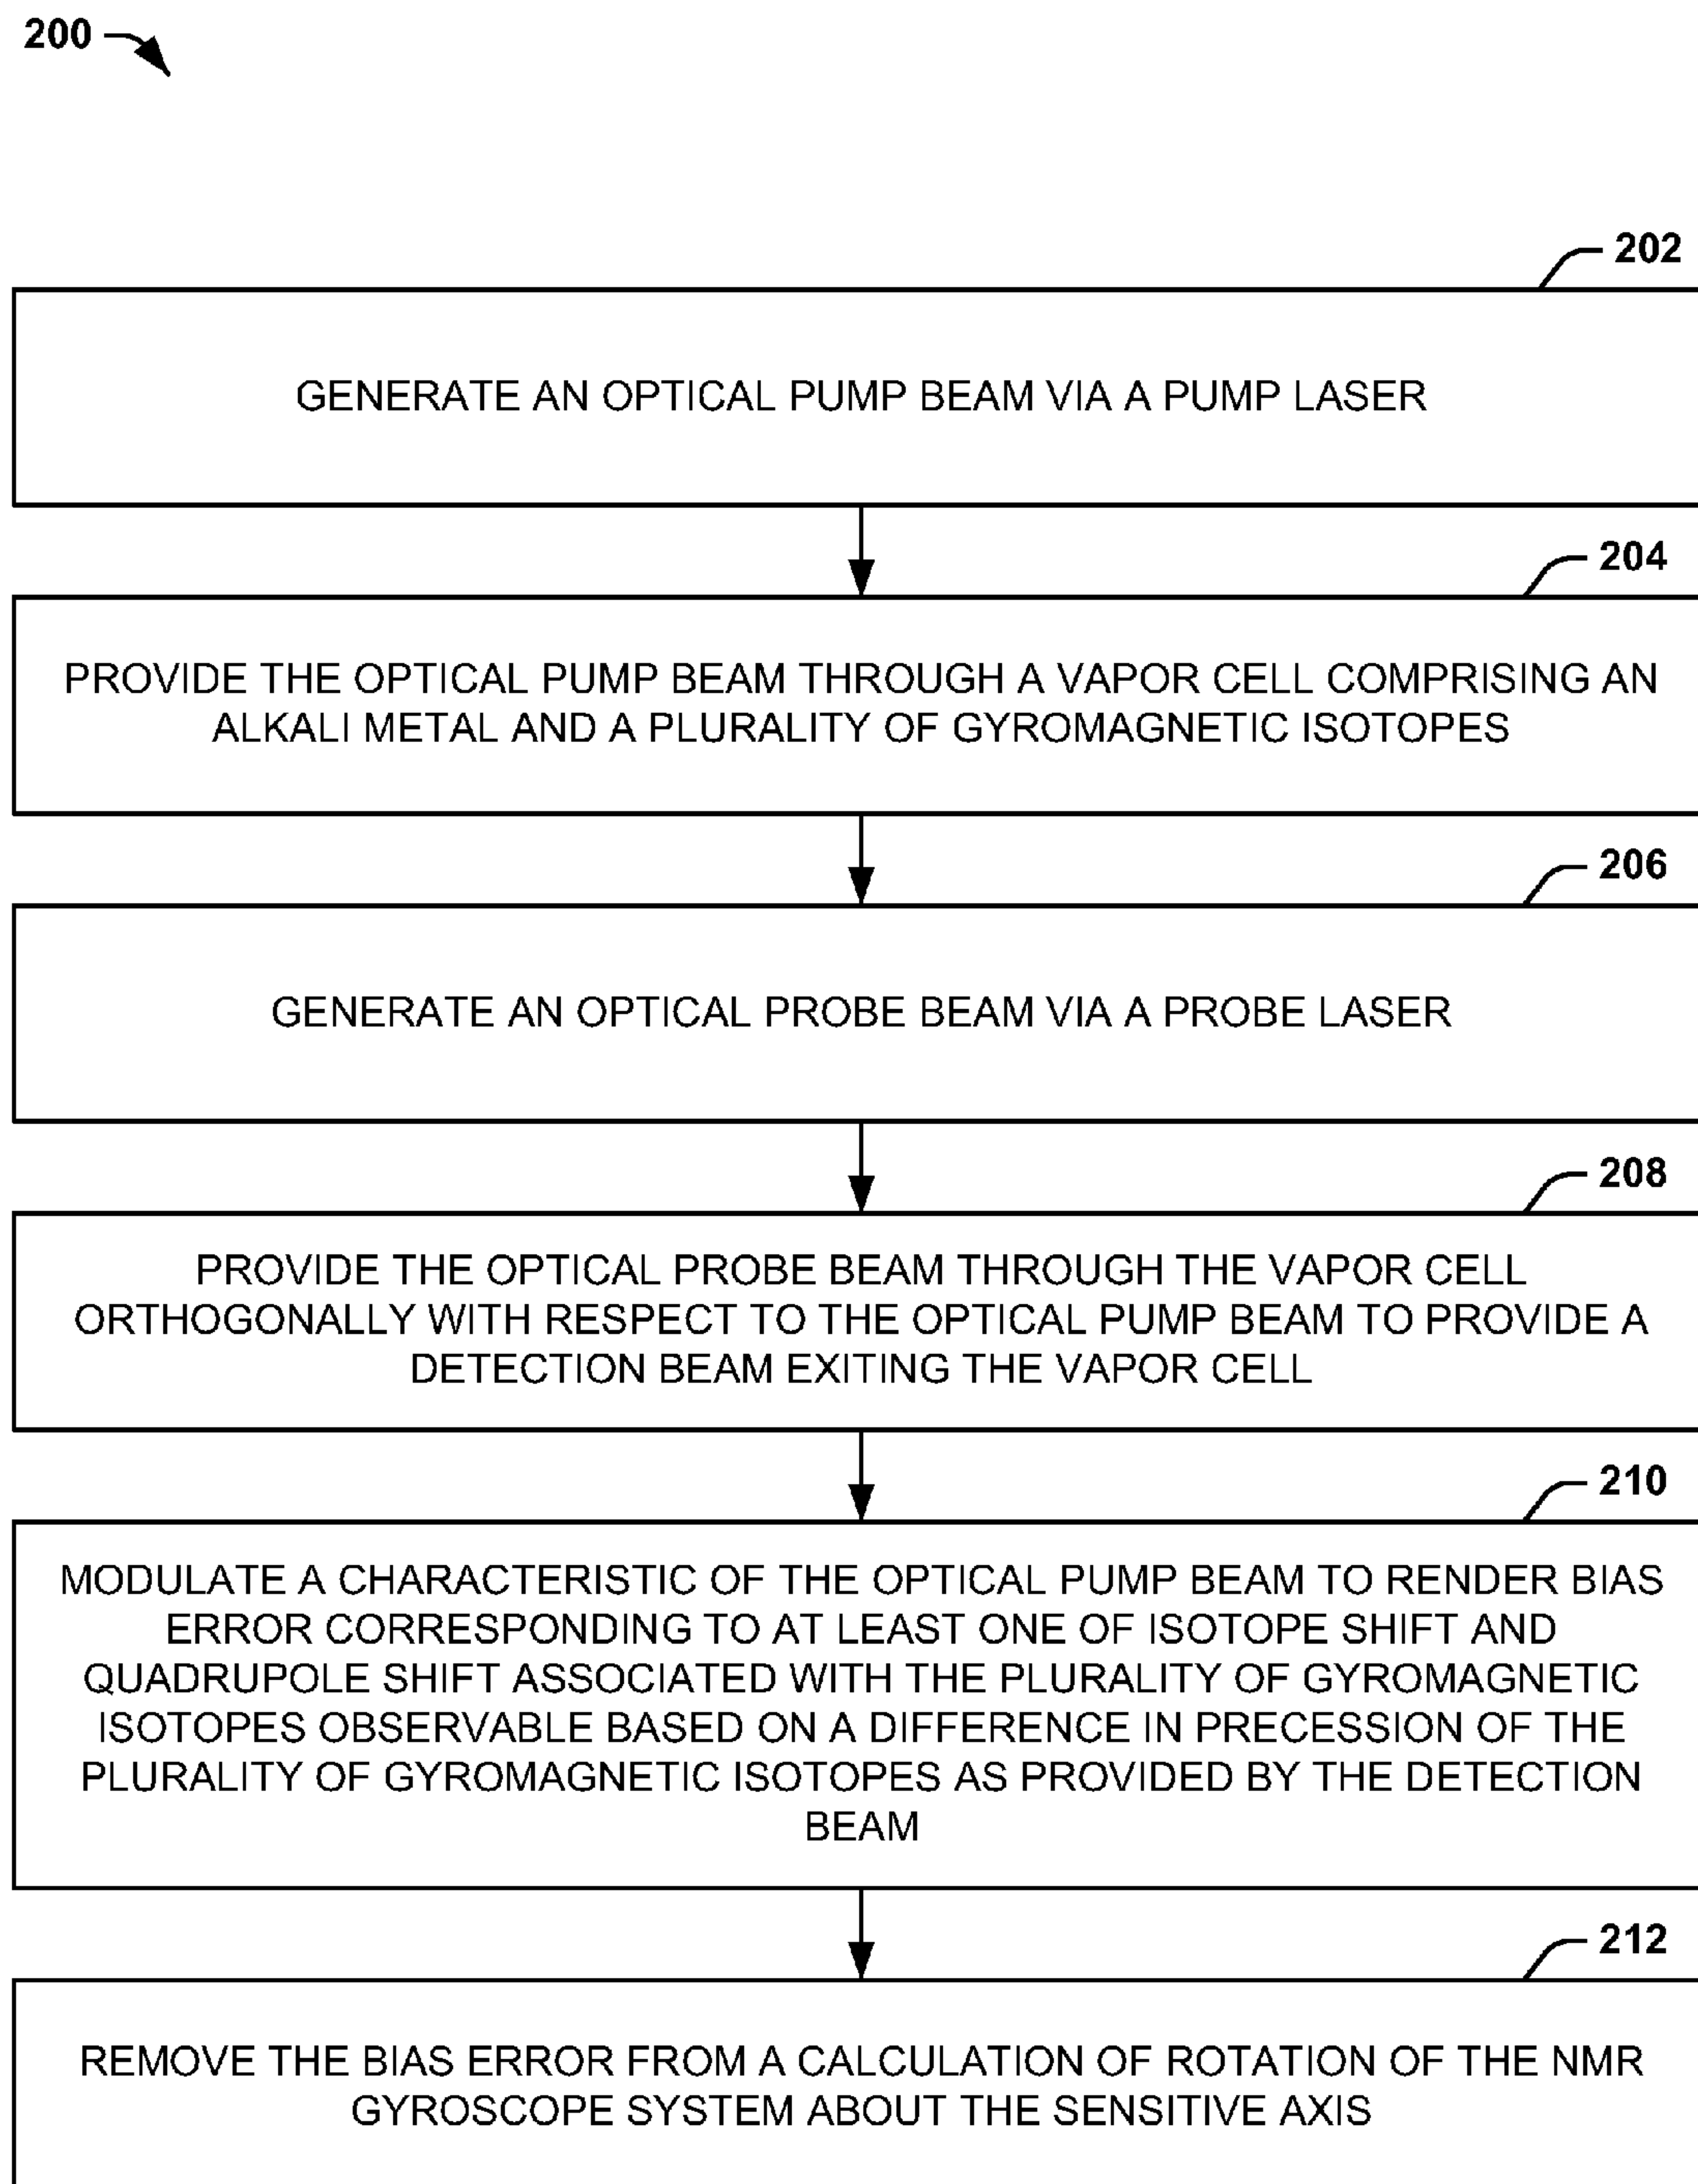 200
202
GENERATE AN OPTICAL PUMP BEAM VIA A PUMP LASER
204
PROVIDE THE OPTICAL PUMP BEAM THROUGH A VAPOR CELL COMPRISING AN
ALKALI METAL AND A PLURALITY OF GYROMAGNETIC ISOTOPES
206
GENERATE AN OPTICAL PROBE BEAM VIA A PROBE LASER
208
PROVIDE THE OPTICAL PROBE BEAM THROUGH THE VAPOR CELL
ORTHOGONALLY WITH RESPECT TO THE OPTICAL PUMP BEAM TO PROVIDE A
DETECTION BEAM EXITING THE VAPOR CELL
210
MODULATE A CHARACTERISTIC OF THE OPTICAL PUMP BEAM TO RENDER BIAS
ERROR CORRESPONDING TO AT LEAST ONE OF ISOTOPE SHIFT AND
QUADRUPOLE SHIFT ASSOCIATED WITH THE PLURALITY OF GYROMAGNETIC
ISOTOPES OBSERVABLE BASED ON A DIFFERENCE IN PRECESSION OF THE
PLURALITY OF GYROMAGNETIC ISOTOPES AS PROVIDED BY THE DETECTION
BEAM
212
REMOVE THE BIAS ERROR FROM A CALCULATION OF ROTATION OF THE NMR
GYROSCOPE SYSTEM ABOUT THE SENSITIVE AXIS